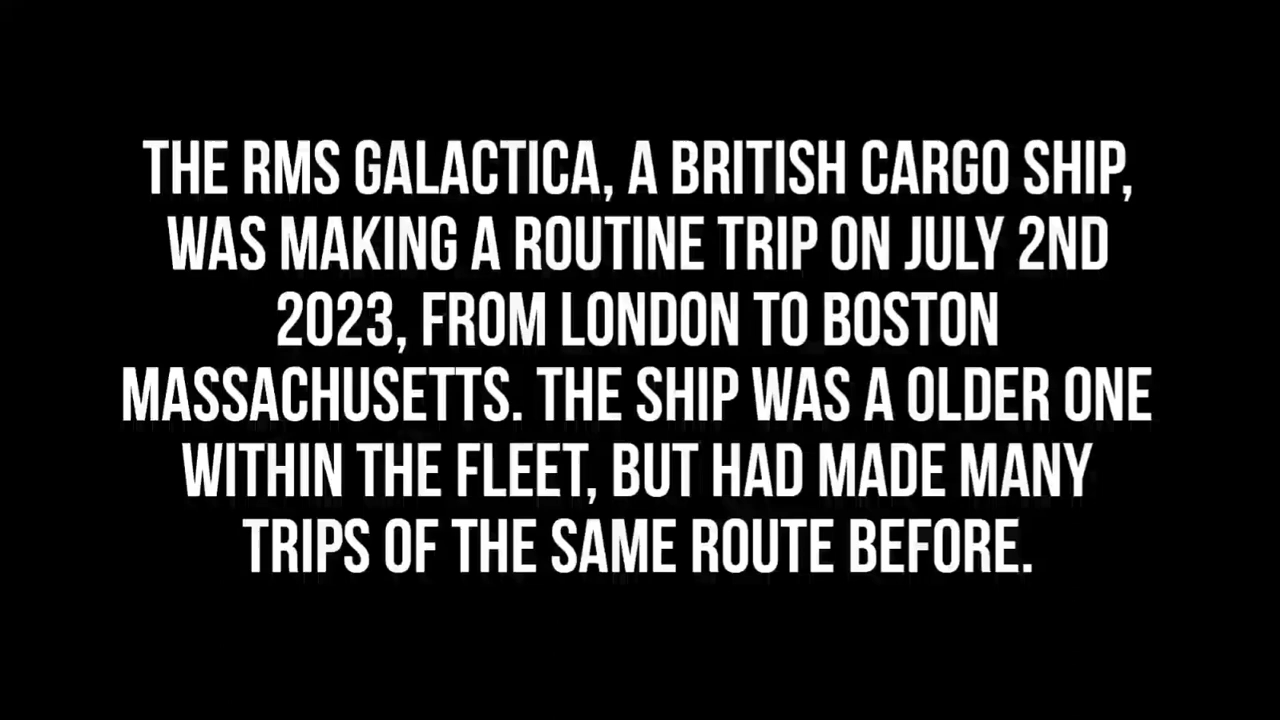 THE RMS GALACTICA, A BRITISH CARGO SHIP,
WAS MAKING A ROUTINE TRIP ON JULY 2ND
2023, FROM LONDON TO BOSTON
MASSACHUSETTS. THE SHIP WAS A OLDER ONE
WITHIN THE FLEET, BUT HAD MADE MANY
TRIPS OF THE SAME ROUTE BEFORE.